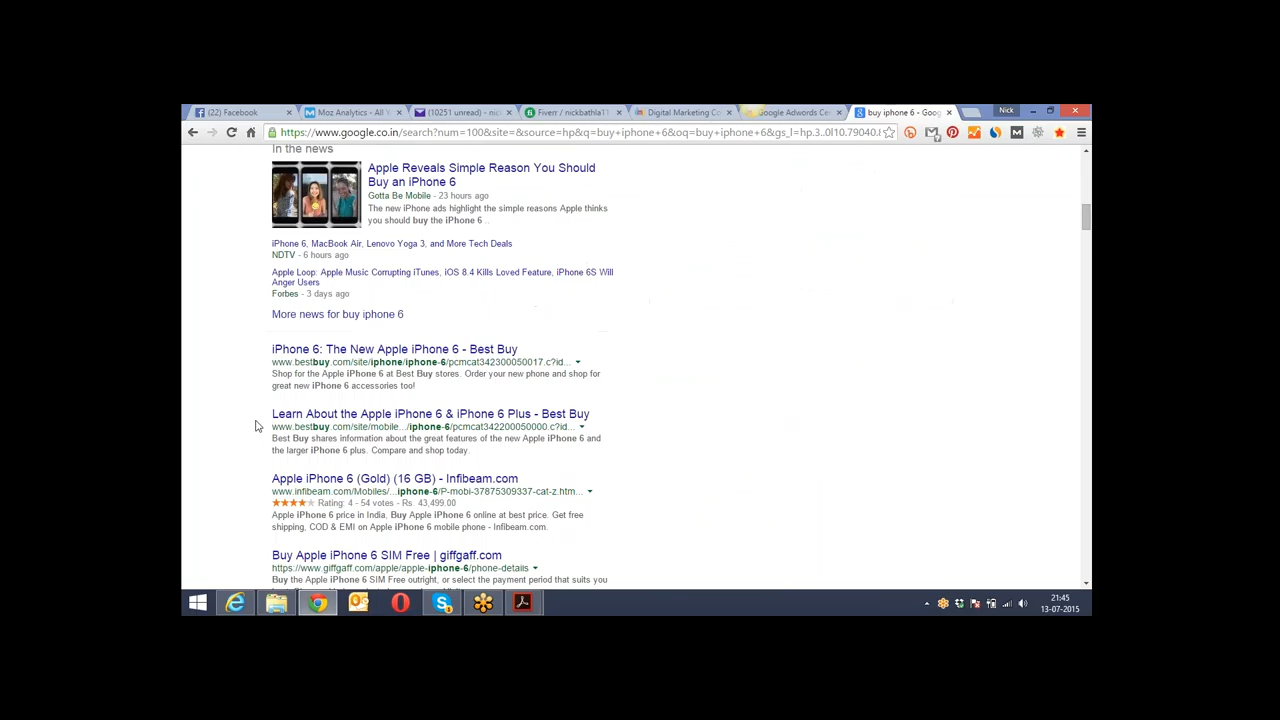 (22) Facebook
Moz Analytics - All Y
(10251 unread) - nic
Fiverr / nickbathla11
Digital Marketing Co
Google Adwords Cer
buy iphone 6 - Goog
Nick
https://www.google.co.in/search?num=100&site=&source=hp&q=buy+iphone+6&oq=buy+iphone+6&gs_l=hp.3..0l10.79040.8
In the news
Apple Reveals Simple Reason You Should
Buy an iPhone 6
Gotta Be Mobile - 23 hours ago
The new iPhone ads highlight the simple reasons Apple thinks
you should buy the iPhone 6 ..
iPhone 6, MacBook Air, Lenovo Yoga 3, and More Tech Deals
NDTV - 6 hours ago
Apple Loop: Apple Music Corrupting iTunes, iOS 8.4 Kills Loved Feature, iPhone 6S Will
Anger Users
Forbes - 3 days ago
More news for buy iphone 6
iPhone 6: The New Apple iPhone 6 - Best Buy
www.bestbuy.com/site/iphone/iphone-6/pcmcat342300050017.c?id...
Shop for the Apple iPhone 6 at Best Buy stores. Order your new phone and shop for
great new iPhone 6 accessories too!
Learn About the Apple iPhone 6 & iPhone 6 Plus - Best Buy
www.bestbuy.com/site/mobile.../iphone-6/pcmcat342200050000.c?id...
Best Buy shares information about the great features of the new Apple iPhone 6 and
the larger iPhone 6 plus. Compare and shop today.
Apple iPhone 6 (Gold) (16 GB) - Infibeam.com
www.infibeam.com/Mobiles/...iphone-6/P-mobi-37875309337-cat-z.htm...
Rating: 4 - 54 votes - Rs. 43,499.00
Apple iPhone 6 price in India, Buy Apple iPhone 6 online at best price. Get free
shipping, COD & EMI on Apple iPhone 6 mobile phone - Infibeam.com.
Buy Apple iPhone 6 SIM Free | giffgaff.com
https://www.giffgaff.com/apple/apple-iphone-6/phone-details
Buy the Apple iPhone 6 SIM Free outright, or select the payment period that suits you
21:45
13-07-2015